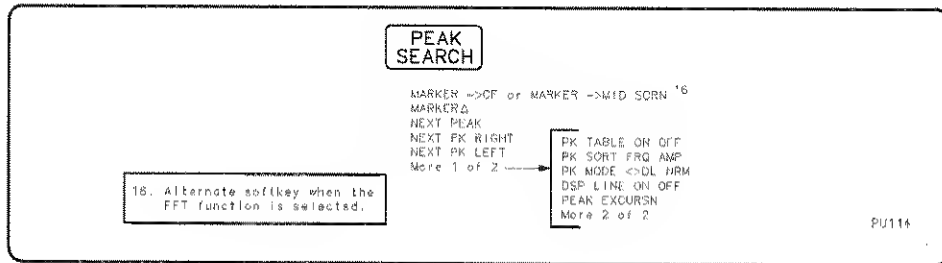 PEAK
SEARCH
MARKER ->CF or MARKER ->MID SCRN 16
MARKER Δ
NEXT PEAK
NEXT PK RIGHT
NEXT PK LEFT
More 1 of 2
PK TABLE ON OFF
PK SORT FRQ AMP
PK MODE <>DL NRM
DSP LINE ON OFF
PEAK EXCURSN
More 2 of 2
16. Alternate softkey when the
FFT function is selected.